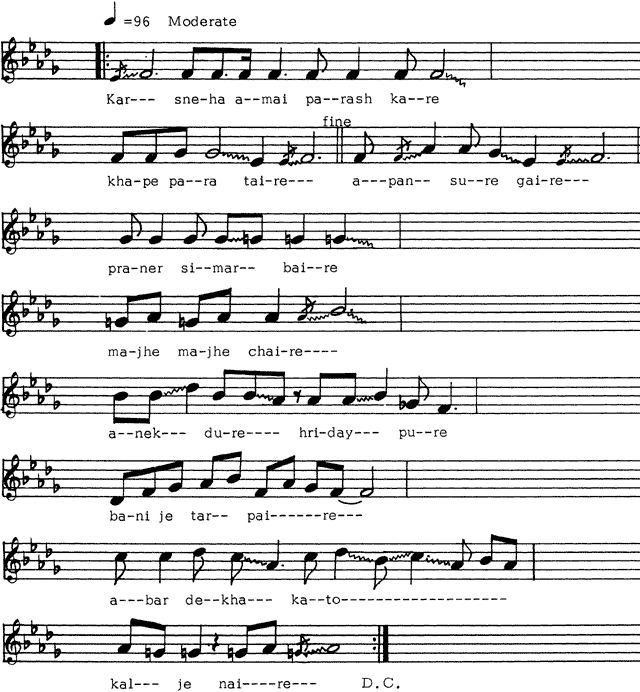 =96 Moderate
Kar--- sne-ha a--mai pa--rash ka--re
fine
kha-pe pa--ra tai-re--- a---pan-- su--re gai-re---
pra-ner si--mar-- bai--re
ma-jhe ma-jhe chai-re----
a--nek--- du-re---- hri-day--- pu--re
ba-ni je tar-- pai------re---
a---bar de--kha-- ka-to------------------
kal--- je nai----re--- D.C.